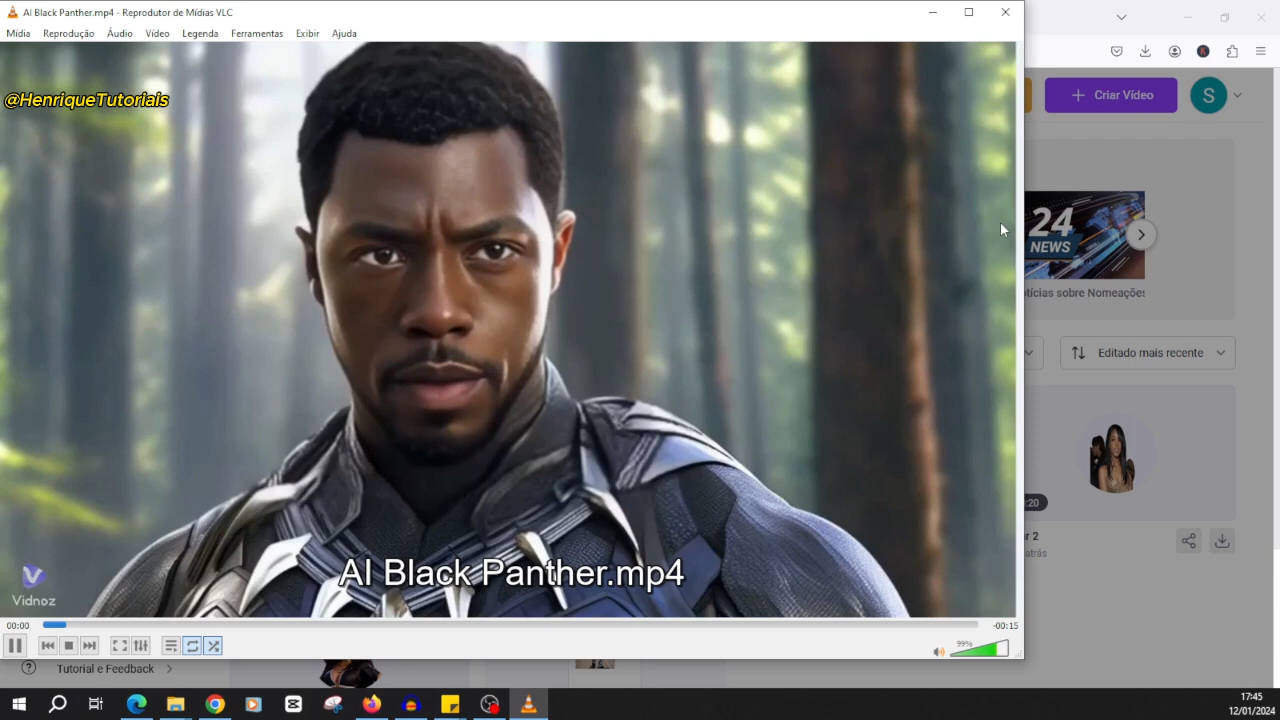 AI Black Panther.mp4 - Reprodutor de Mídias VLC
Mídia Reprodução Áudio Vídeo Legenda Ferramentas Exibir Ajuda
@HenriqueTutoriais
Criar Vídeo
S
24
NEWS
tícias sobre Nomeações
Editado mais recente
:20
r 2
atrás
AI Black Panther.mp4
Vidnoz
00:00
-00:15
99%
Tutorial e Feedback
17:45
12/01/2024